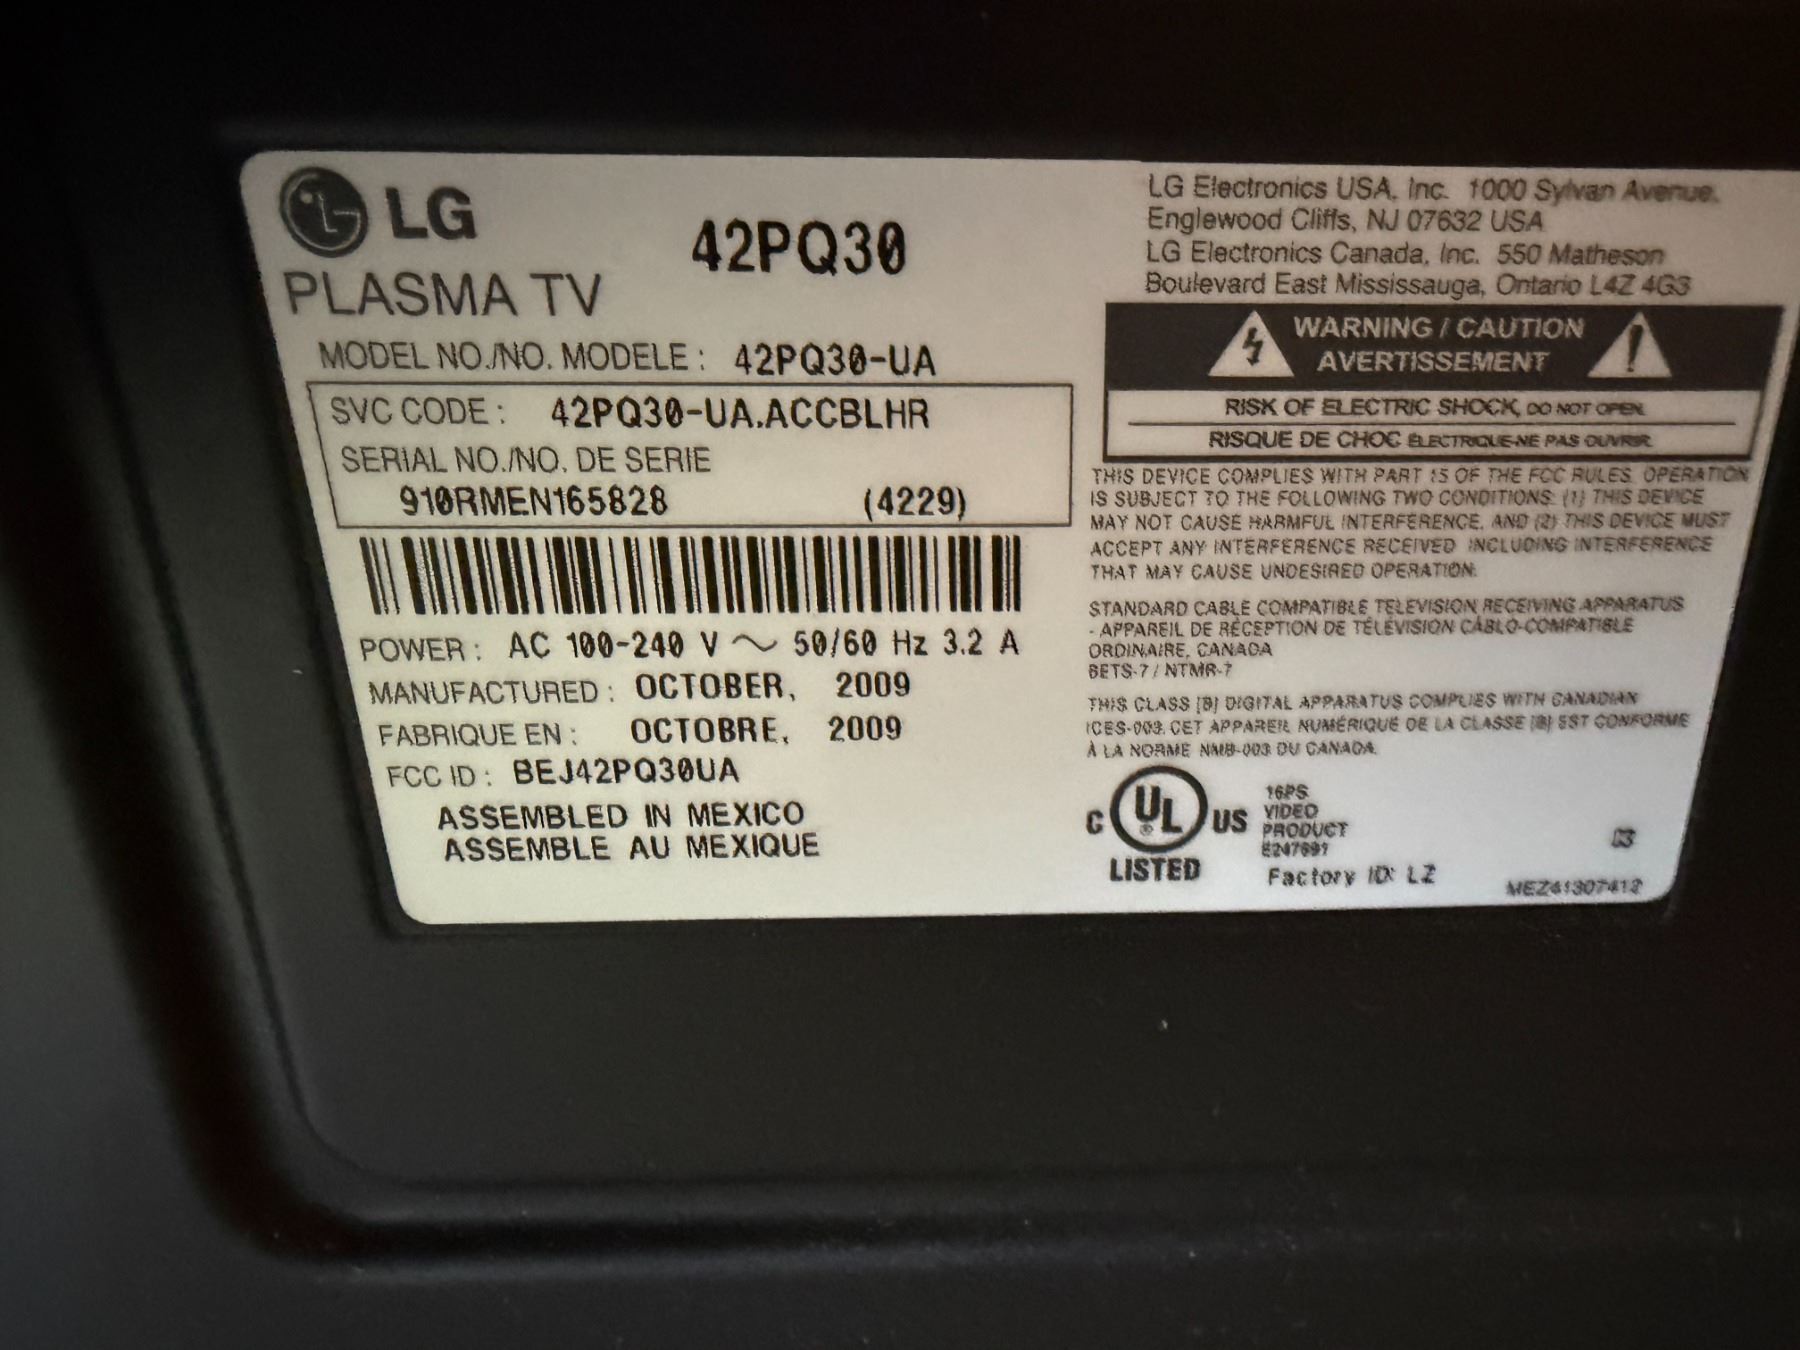 LG
PLASMA TV
42PQ30
MODEL NO./NO. MODELE : 42PQ30-UA
SVC CODE : 42PQ30-UA.ACCBLHR
SERIAL NO./NO. DE SERIE
910RMEN165828 (4229)
POWER : AC 100-240 V ～ 50/60 Hz 3.2 A
MANUFACTURED : OCTOBER, 2009
FABRIQUE EN : OCTOBRE, 2009
FCC ID : BEJ42PQ30UA
ASSEMBLED IN MEXICO
ASSEMBLE AU MEXIQUE
LG Electronics USA, Inc. 1000 Sylvan Avenue,
Englewood Cliffs, NJ 07632 USA
LG Electronics Canada, Inc. 550 Matheson
Boulevard East Mississauga, Ontario L4Z 4G3
WARNING / CAUTION
AVERTISSEMENT
RISK OF ELECTRIC SHOCK, DO NOT OPEN.
RISQUE DE CHOC ÉLECTRIQUE-NE PAS OUVRIR.
THIS DEVICE COMPLIES WITH PART 15 OF THE FCC RULES. OPERATION
IS SUBJECT TO THE FOLLOWING TWO CONDITIONS: (1) THIS DEVICE
MAY NOT CAUSE HARMFUL INTERFERENCE, AND (2) THIS DEVICE MUST
ACCEPT ANY INTERFERENCE RECEIVED INCLUDING INTERFERENCE
THAT MAY CAUSE UNDESIRED OPERATION.
STANDARD CABLE COMPATIBLE TELEVISION RECEIVING APPARATUS
- APPAREIL DE RÉCEPTION DE TÉLÉVISION CÂBLO-COMPATIBLE
ORDINAIRE, CANADA
BETS-7 / NTMR-7
THIS CLASS [B] DIGITAL APPARATUS COMPLIES WITH CANADIAN
ICES-003. CET APPAREIL NUMÉRIQUE DE LA CLASSE [B] EST CONFORME
À LA NORME NMB-003 DU CANADA.
C UL ® US
LISTED
16PS
VIDEO
PRODUCT
E247691
Factory ID: LZ
MEZ41307412